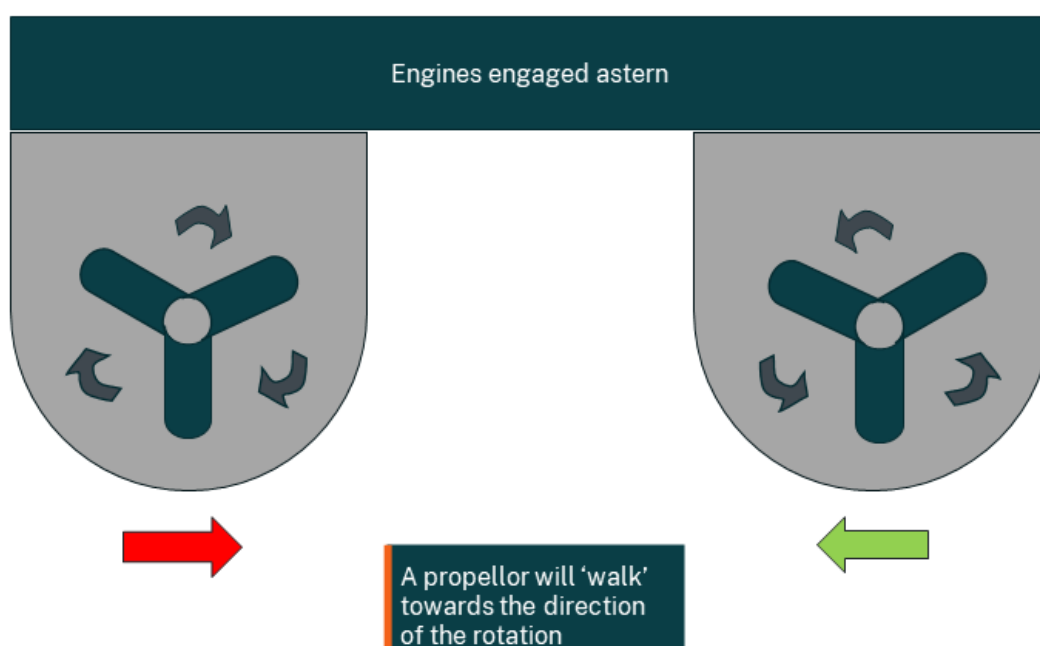 Engines engaged astern
A propellor will ‘walk’
towards the direction
of the rotation